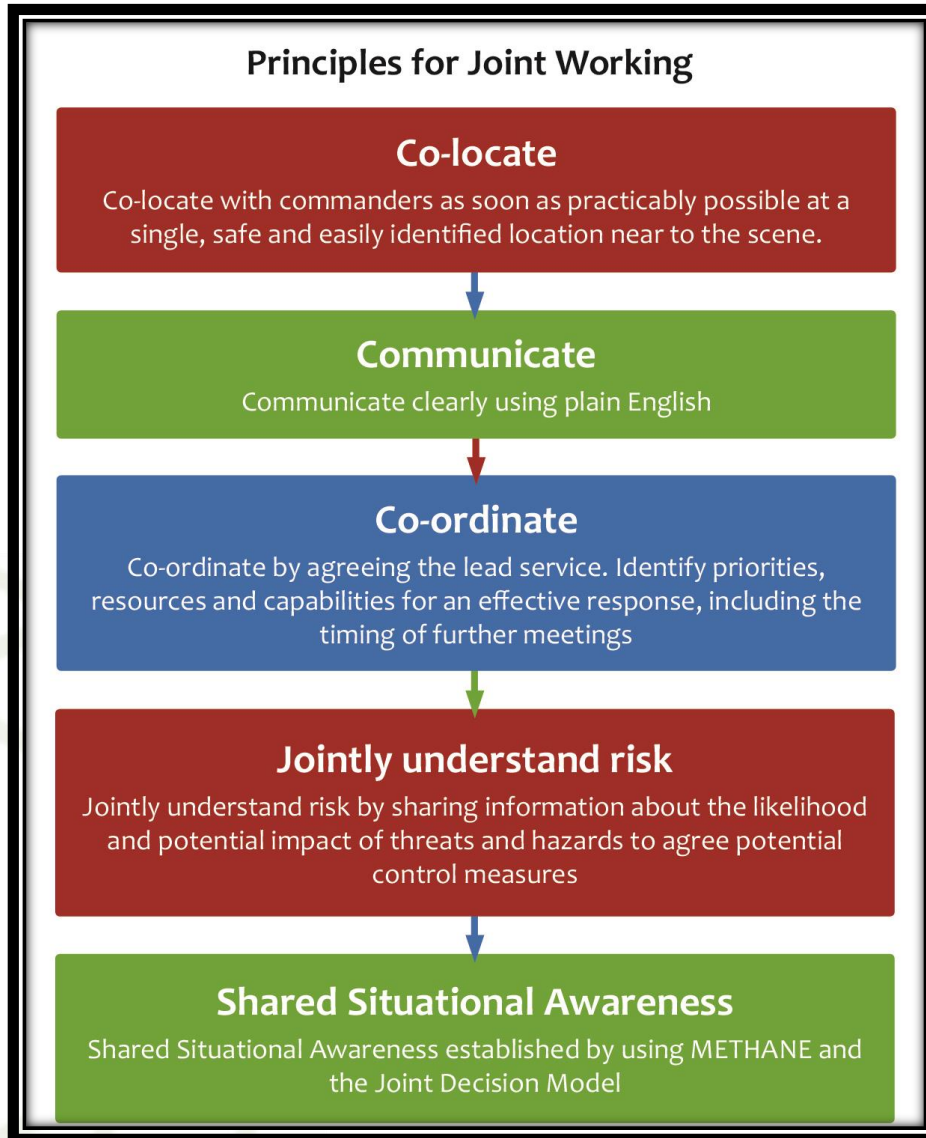 Principles for Joint Working
Co-locate
Co-locate with commanders as soon as practicably possible at a
single, safe and easily identified location near to the scene.
Communicate
Communicate clearly using plain English
Co-ordinate
Co-ordinate by agreeing the lead service. Identify priorities,
resources and capabilities for an effective response, including the
timing of further meetings
Jointly understand risk
Jointly understand risk by sharing information about the likelihood
and potential impact of threats and hazards to agree potential
control measures
Shared Situational Awareness
Shared Situational Awareness established by using METHANE and
the Joint Decision Model